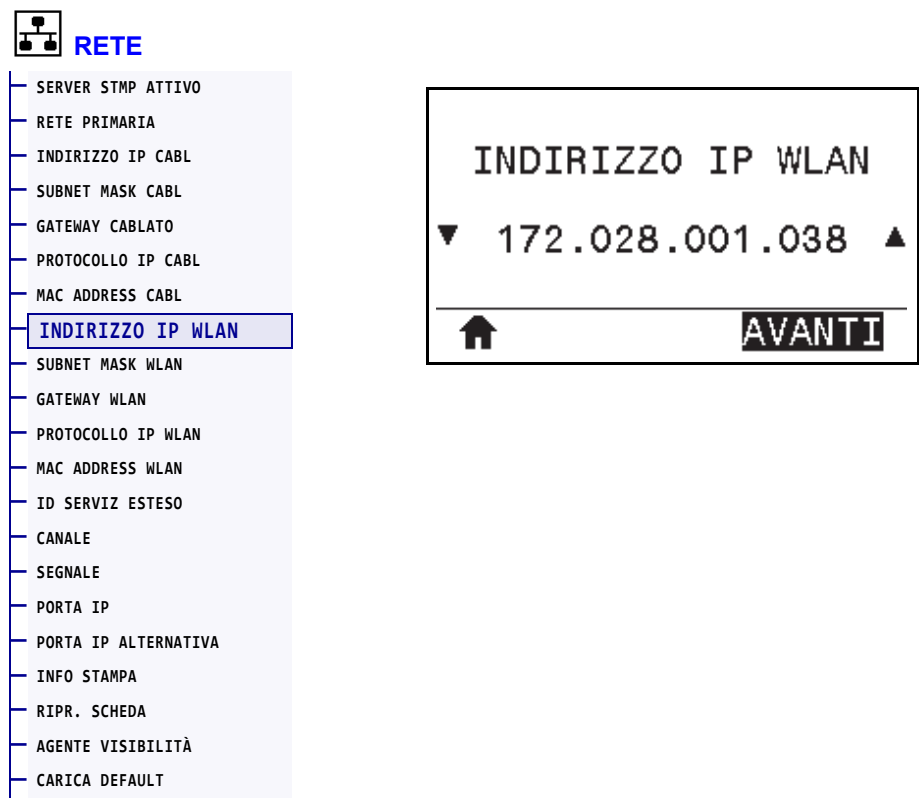 RETE
SERVER STMP ATTIVO
RETE PRIMARIA
INDIRIZZO IP CABL
SUBNET MASK CABL
GATEWAY CABLATO
PROTOCOLLO IP CABL
MAC ADDRESS CABL
INDIRIZZO IP WLAN
SUBNET MASK WLAN
GATEWAY WLAN
PROTOCOLLO IP WLAN
MAC ADDRESS WLAN
ID SERVIZ ESTESO
CANALE
SEGNALE
PORTA IP
PORTA IP ALTERNATIVA
INFO STAMPA
RIPR. SCHEDA
AGENTE VISIBILITÀ
CARICA DEFAULT
INDIRIZZO IP WLAN
▼ 172.028.001.038 ▲
AVANTI